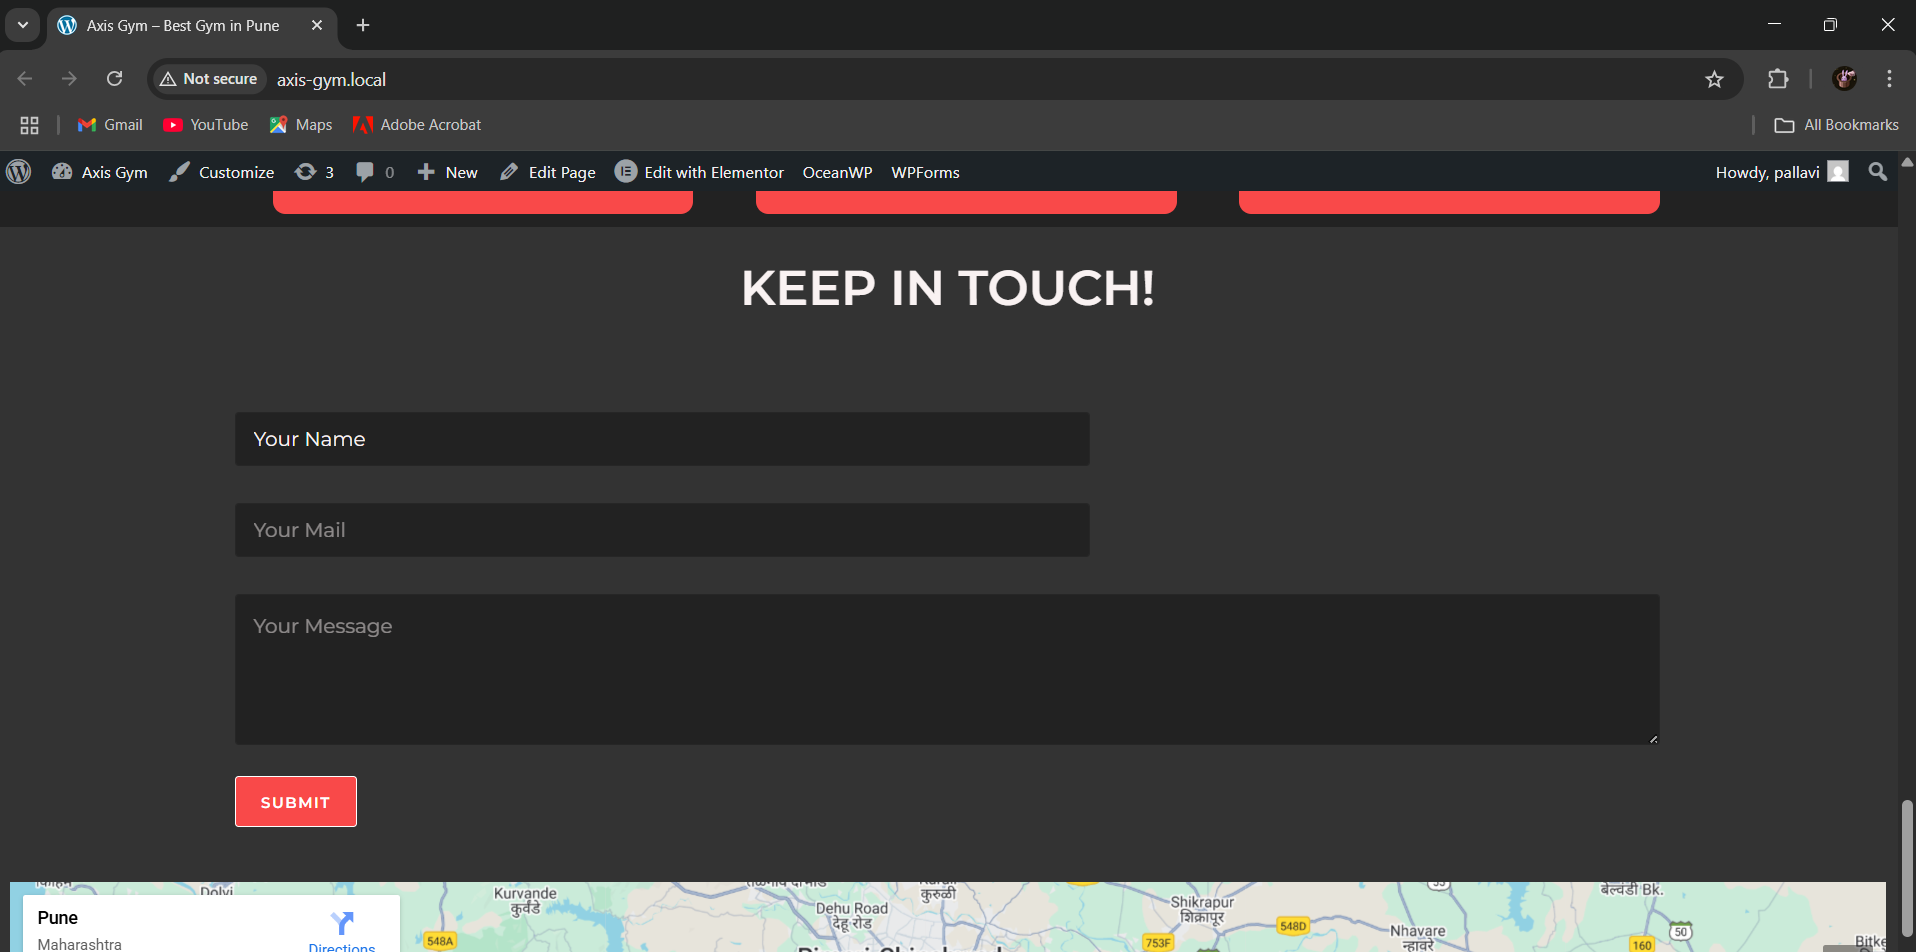 Axis Gym – Best Gym in Pune
Not secure axis-gym.local
Gmail YouTube Maps Adobe Acrobat All Bookmarks
Axis Gym Customize 3 0 New Edit Page Edit with Elementor OceanWP WPForms Howdy, pallavi
KEEP IN TOUCH!
Your Name
Your Mail
Your Message
SUBMIT
Dolvi
Kurvande
कुर्वंडे
Dehu Road
देहू रोड
कुरुळी
Shikrapur
शिक्रापूर
बेल्वंडी Bk.
Pune
Maharashtra
Directions
548A
753F
548D
Nhavare
न्हावरे
50
160